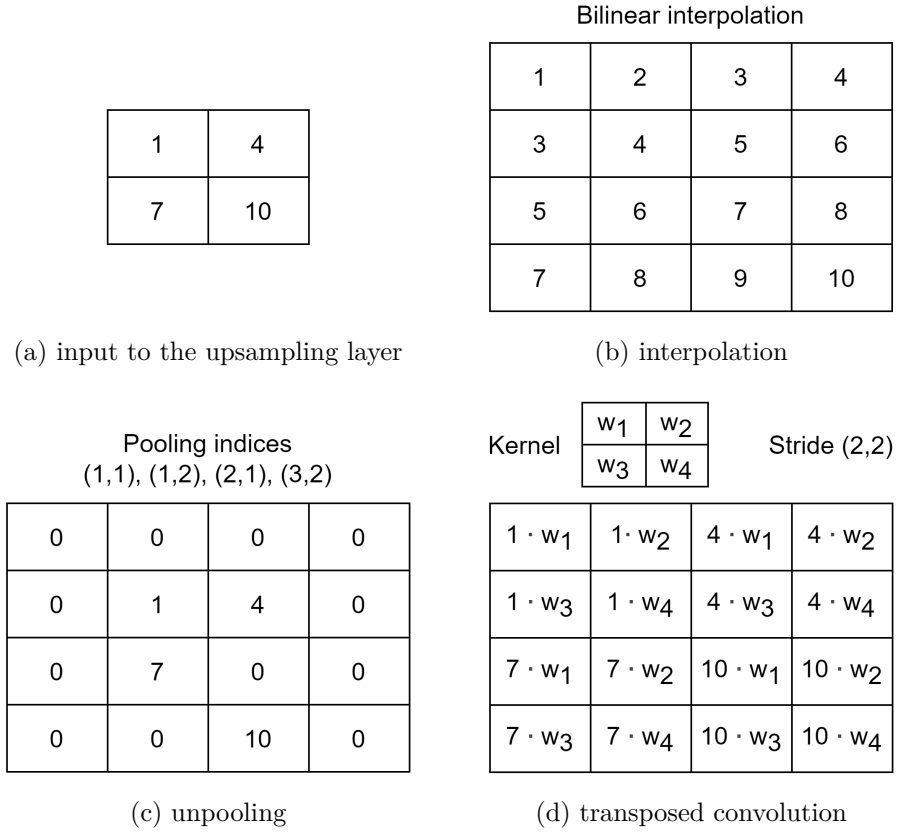 1 4
7 10
(a) input to the upsampling layer
Bilinear interpolation
1 2 3 4
3 4 5 6
5 6 7 8
7 8 9 10
(b) interpolation
Pooling indices
(1,1), (1,2), (2,1), (3,2)
0 0 0 0
0 1 4 0
0 7 0 0
0 0 10 0
(c) unpooling
Kernel
w1 w2
w3 w4
Stride (2,2)
1 · w1 1· w2 4 · w1 4 · w2
1 · w3 1 · w4 4 · w3 4 · w4
7 · w1 7 · w2 10 · w1 10 · w2
7 · w3 7 · w4 10 · w3 10 · w4
(d) transposed convolution